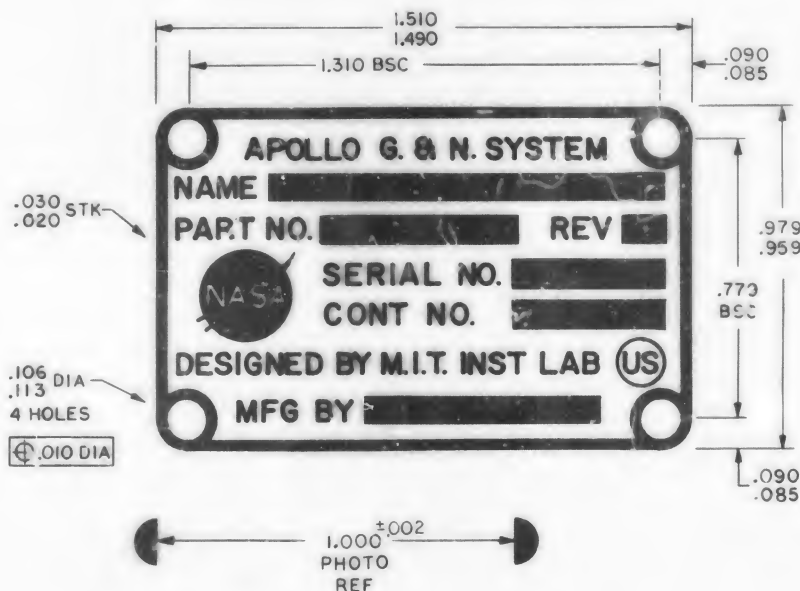 1.510
1.490
1.310 BSC
.090
.085
APOLLO G. & N. SYSTEM
NAME
.030
.020 STK
PART NO. REV
.979
.959
NASA
SERIAL NO.
CONT NO.
.773
BSC
DESIGNED BY M.I.T. INST LAB US
.106
.113 DIA
4 HOLES
MFG BY
⌖ .010 DIA
.090
.085
1.000 ±.002
PHOTO
REF